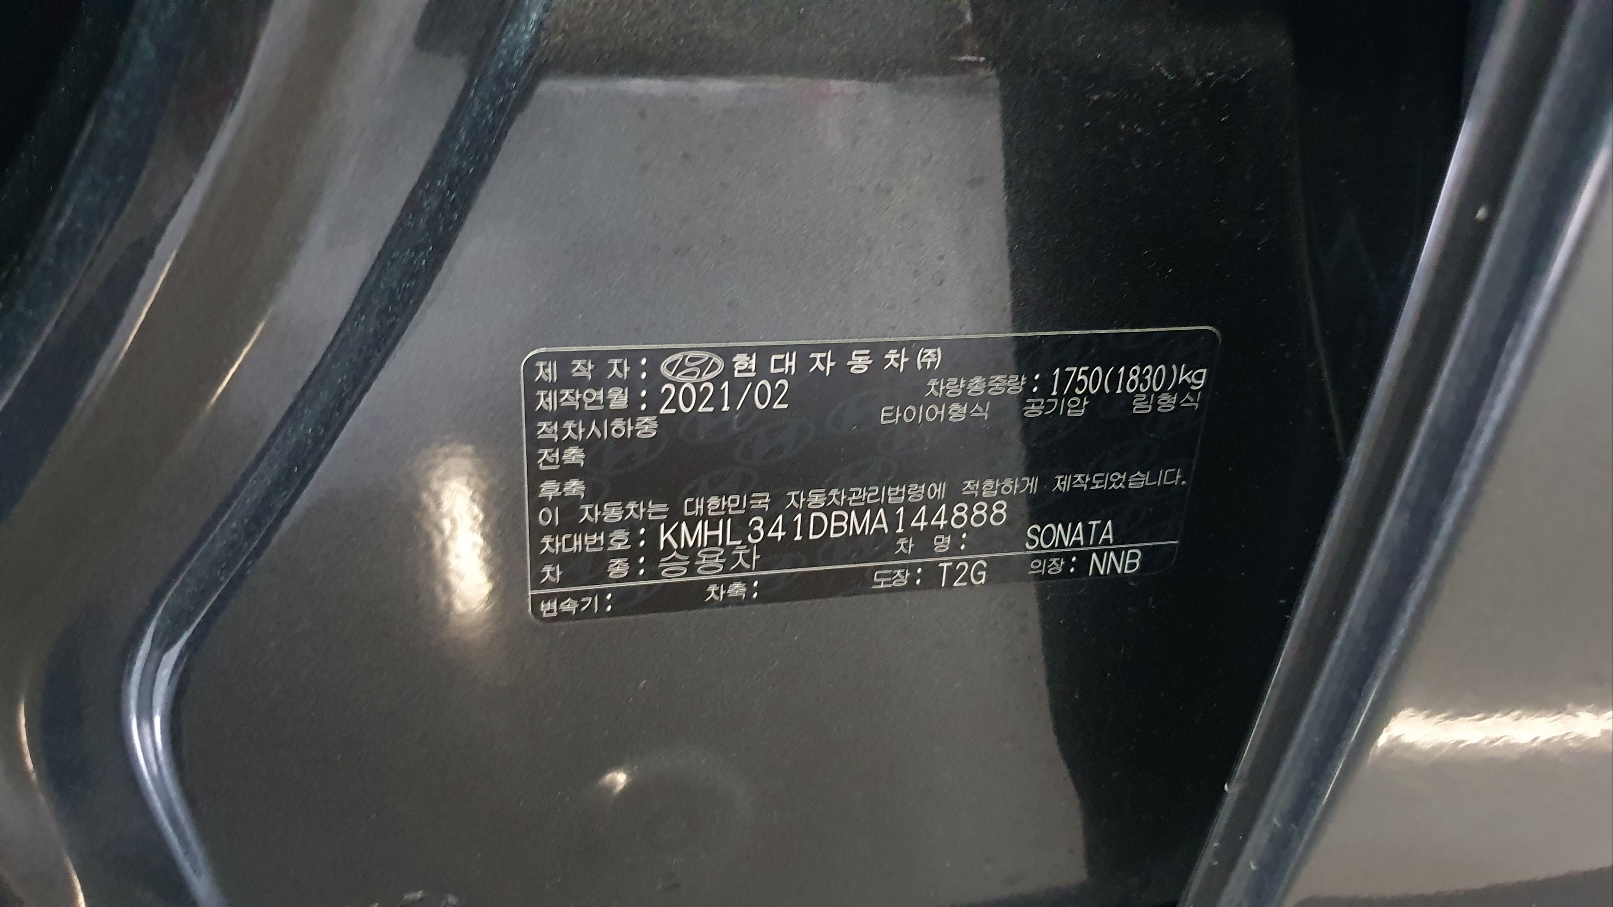 제 작 자 : 현 대 자 동 차 (주)
제작연월 : 2021/02 차량총중량 : 1750(1830)kg
적차시하중 타이어형식 공기압 림형식
전축
후축
이 자동차는 대한민국 자동차관리법령에 적합하게 제작되었습니다.
차대번호 : KMHL341DBMA144888
차 종 : 승용차 차 명 : SONATA
변속기 : 차축 : 도장 : T2G 의장 : NNB